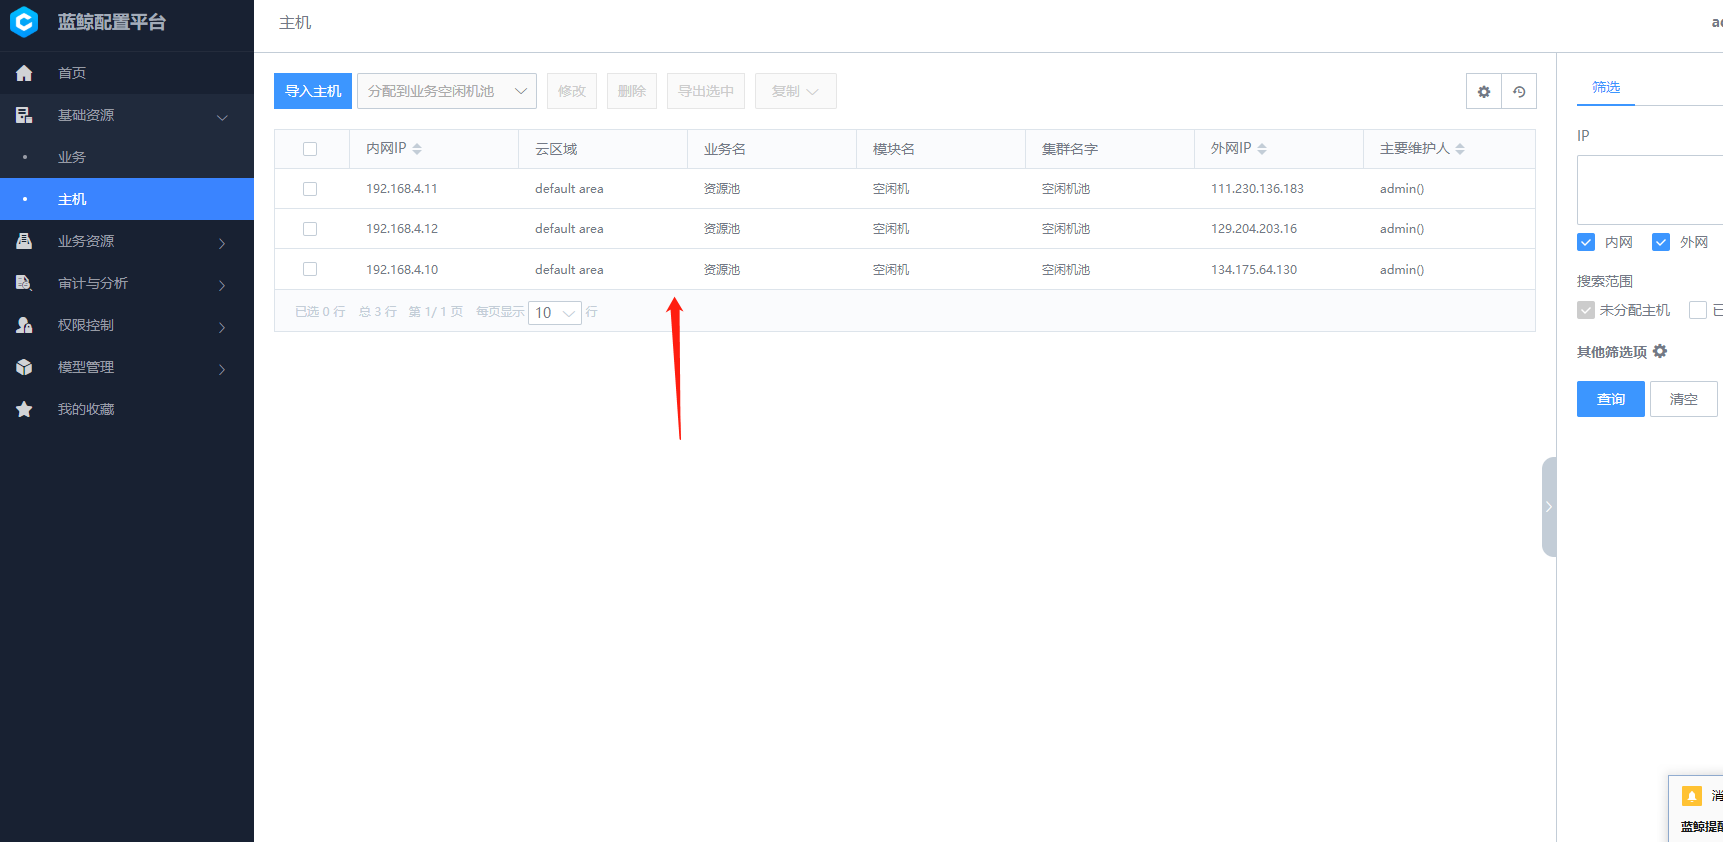 蓝鲸配置平台
首页
基础资源
业务
主机
业务资源
审计与分析
权限控制
模型管理
我的收藏
主机
导入主机 分配到业务空闲机池 修改 删除 导出选中 复制
内网IP 云区域 业务名 模块名 集群名字 外网IP 主要维护人
192.168.4.11 default area 资源池 空闲机 空闲机池 111.230.136.183 admin()
192.168.4.12 default area 资源池 空闲机 空闲机池 129.204.203.16 admin()
192.168.4.10 default area 资源池 空闲机 空闲机池 134.175.64.130 admin()
已选 0 行 总 3 行 第 1/ 1 页 每页显示 10 行
筛选
IP
内网 外网
搜索范围
未分配主机 已
其他筛选项
查询 清空
消
蓝鲸提醒